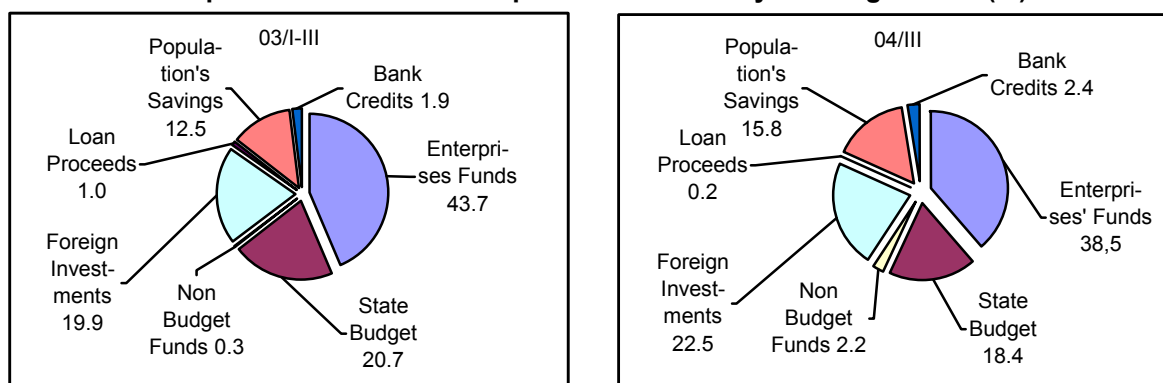 03/I-III
Popula-
tion's
Savings
12.5
Bank
Credits 1.9
Loan
Proceeds
1.0
Enterpri-
ses Funds
43.7
Foreign
Invest-
ments
19.9
Non
Budget
Funds 0.3
State
Budget
20.7
04/III
Popula-
tion's
Savings
15.8
Bank
Credits 2.4
Loan
Proceeds
0.2
Enterpri-
ses' Funds
38,5
Foreign
Invest-
ments
22.5
Non
Budget
Funds 2.2
State
Budget
18.4